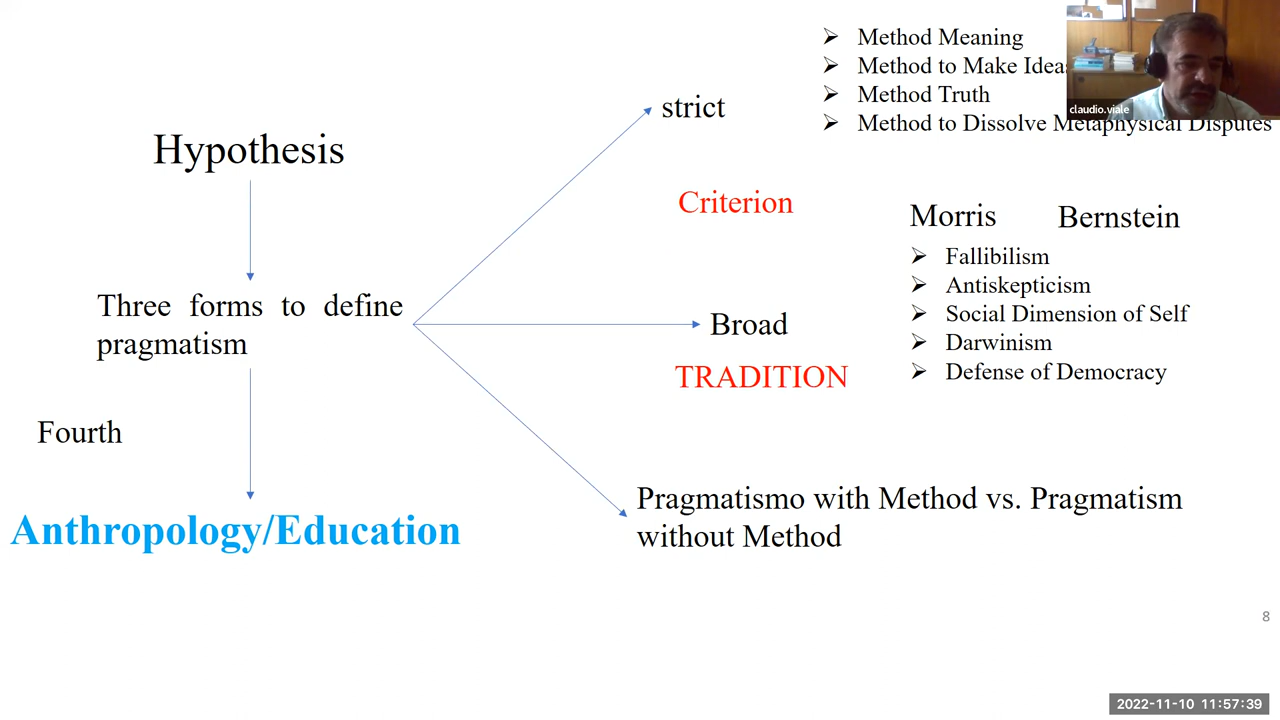 ➢ Method Meaning
➢ Method to Make Ideas
➢ Method Truth
➢ Method to Dissolve Metaphysical Disputes
claudio.viale
strict
Hypothesis
Criterion
Morris Bernstein
➢ Fallibilism
➢ Antiskepticism
➢ Social Dimension of Self
➢ Darwinism
➢ Defense of Democracy
Three forms to define
pragmatism
Broad
TRADITION
Fourth
Anthropology/Education
Pragmatismo with Method vs. Pragmatism
without Method
8
2022-11-10 11:57:39